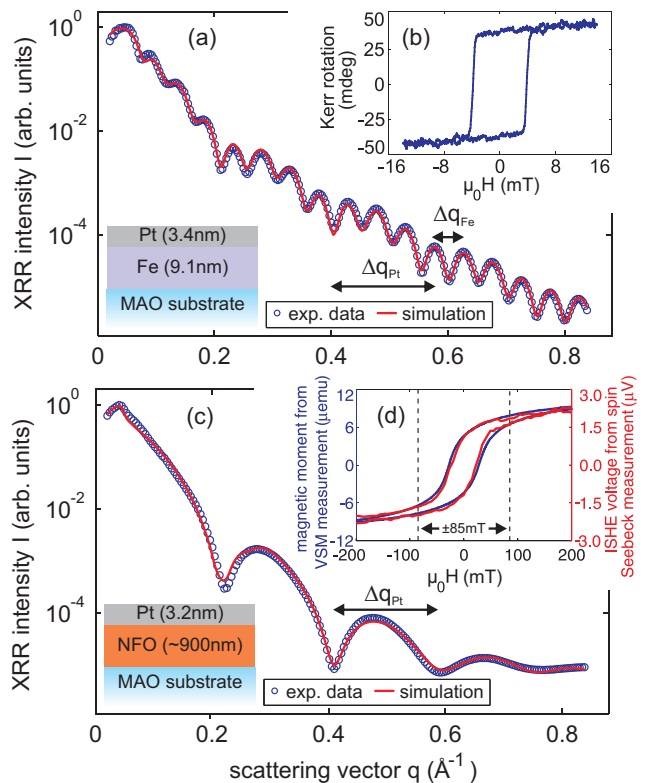 (a)
(b)
XRR intensity I (arb. units)
10^0
10^-2
10^-4
0
0.2
0.4
0.6
0.8
Δq_Fe
Δq_Pt
Pt (3.4nm)
Fe (9.1nm)
MAO substrate
exp. data
simulation
Kerr rotation
(mdeg)
50
25
0
-25
-50
-16
-8
0
8
16
μ₀H (mT)
(c)
(d)
XRR intensity I (arb. units)
10^0
10^-2
10^-4
0
0.2
0.4
0.6
0.8
scattering vector q (Å^-1)
Δq_Pt
Pt (3.2nm)
NFO (~900nm)
MAO substrate
exp. data
simulation
magnetic moment from
VSM measurement (μemu)
12
6
0
-6
-12
ISHE voltage from spin
Seebeck measurement (μV)
3.0
1.5
0.0
-1.5
-3.0
±85mT
-200
-100
0
100
200
μ₀H (mT)